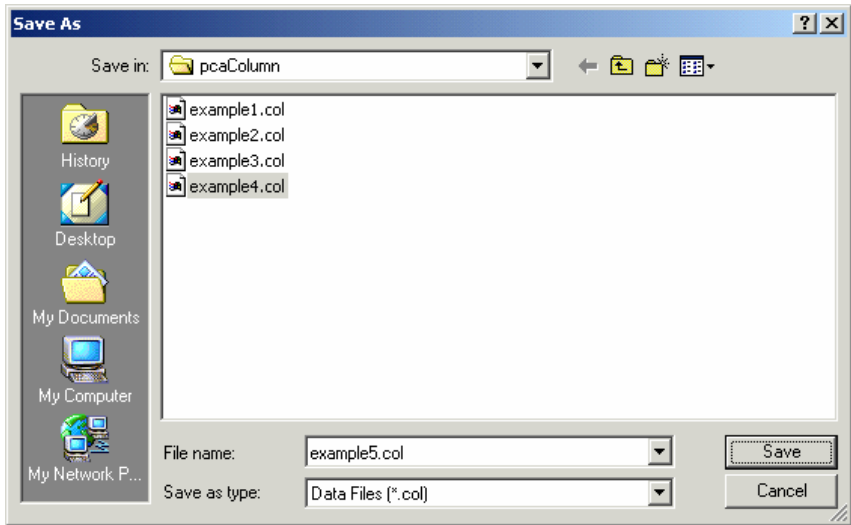 Save As
Save in: pcaColumn
example1.col
example2.col
example3.col
example4.col
History
Desktop
My Documents
My Computer
My Network P...
File name: example5.col Save
Save as type: Data Files (*.col) Cancel